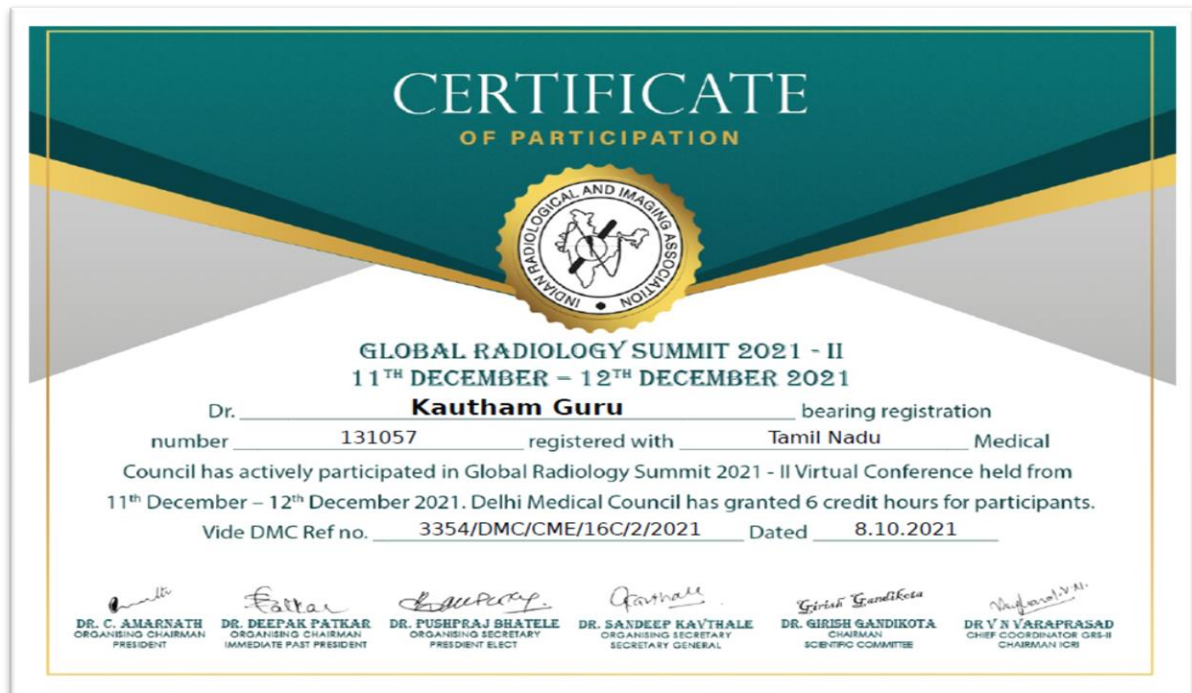 CERTIFICATE
OF PARTICIPATION
INDIAN RADIOLOGICAL AND IMAGING ASSOCIATION
GLOBAL RADIOLOGY SUMMIT 2021 - II
11TH DECEMBER – 12TH DECEMBER 2021
Dr. Kautham Guru bearing registration
number 131057 registered with Tamil Nadu Medical
Council has actively participated in Global Radiology Summit 2021 - II Virtual Conference held from
11th December – 12th December 2021. Delhi Medical Council has granted 6 credit hours for participants.
Vide DMC Ref no. 3354/DMC/CME/16C/2/2021 Dated 8.10.2021
Girish Gandikota
DR. C. AMARNATH DR. DEEPAK PATKAR DR. PUSHPRAJ BHATELE DR. SANDEEP KAVTHALE DR. GIRISH GANDIKOTA DR V N VARAPRASAD
ORGANISING CHAIRMAN ORGANISING CHAIRMAN ORGANISING SECRETARY ORGANISING SECRETARY CHAIRMAN CHIEF COORDINATOR GRS-II
PRESIDENT IMMEDIATE PAST PRESIDENT PRESDIENT ELECT SECRETARY GENERAL SCIENTIFIC COMMITTEE CHAIRMAN ICRI